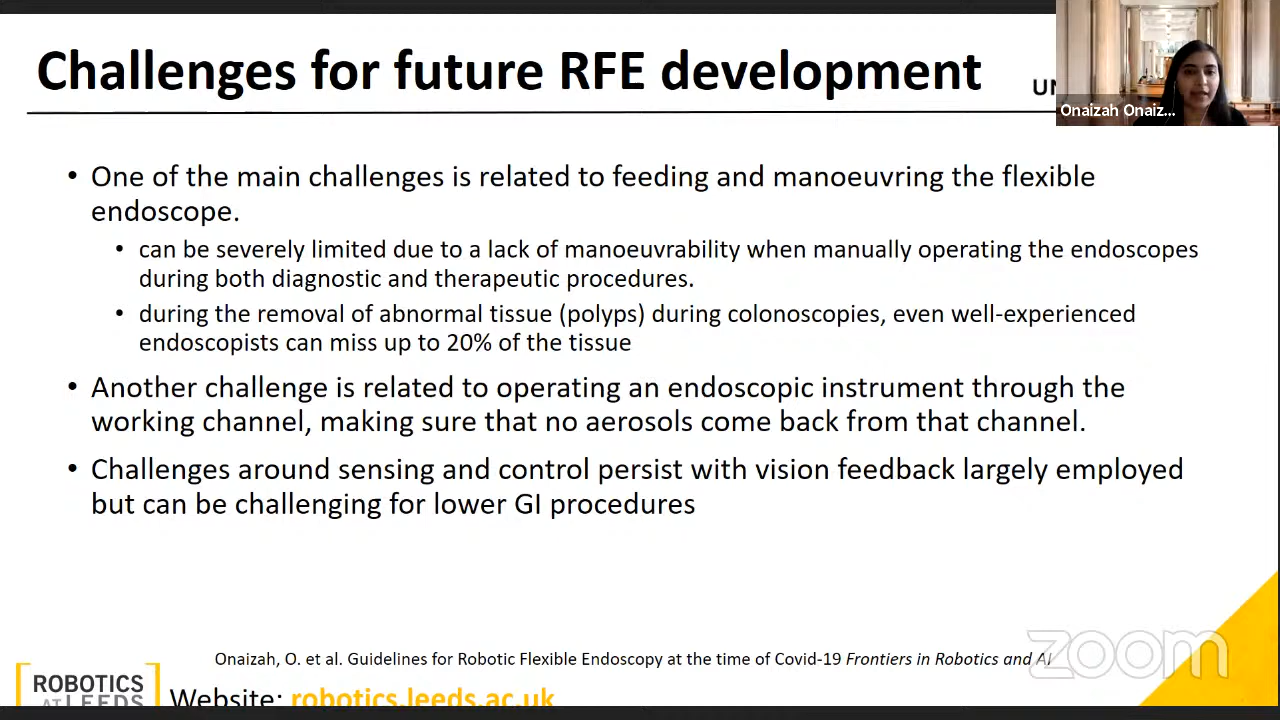 Challenges for future RFE development
UN
Onaizah Onaiz...
• One of the main challenges is related to feeding and manoeuvring the flexible
endoscope.
• can be severely limited due to a lack of manoeuvrability when manually operating the endoscopes
during both diagnostic and therapeutic procedures.
• during the removal of abnormal tissue (polyps) during colonoscopies, even well-experienced
endoscopists can miss up to 20% of the tissue
• Another challenge is related to operating an endoscopic instrument through the
working channel, making sure that no aerosols come back from that channel.
• Challenges around sensing and control persist with vision feedback largely employed
but can be challenging for lower GI procedures
Onaizah, O. et al. Guidelines for Robotic Flexible Endoscopy at the time of Covid-19 Frontiers in Robotics and AI
zoom
ROBOTICS
AT LEEDS
Website: robotics.leeds.ac.uk